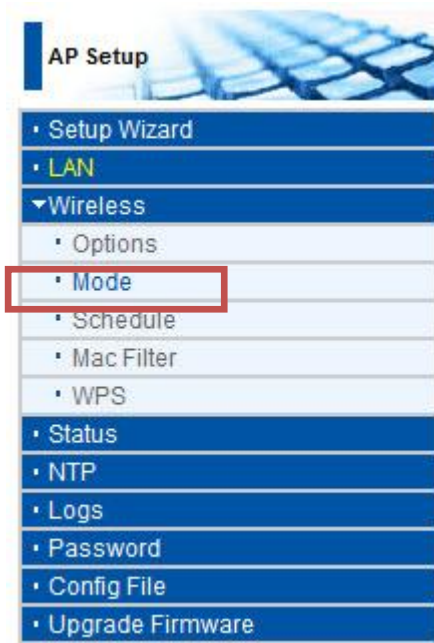 AP Setup
Setup Wizard
LAN
Wireless
Options
Mode
Schedule
Mac Filter
WPS
Status
NTP
Logs
Password
Config File
Upgrade Firmware